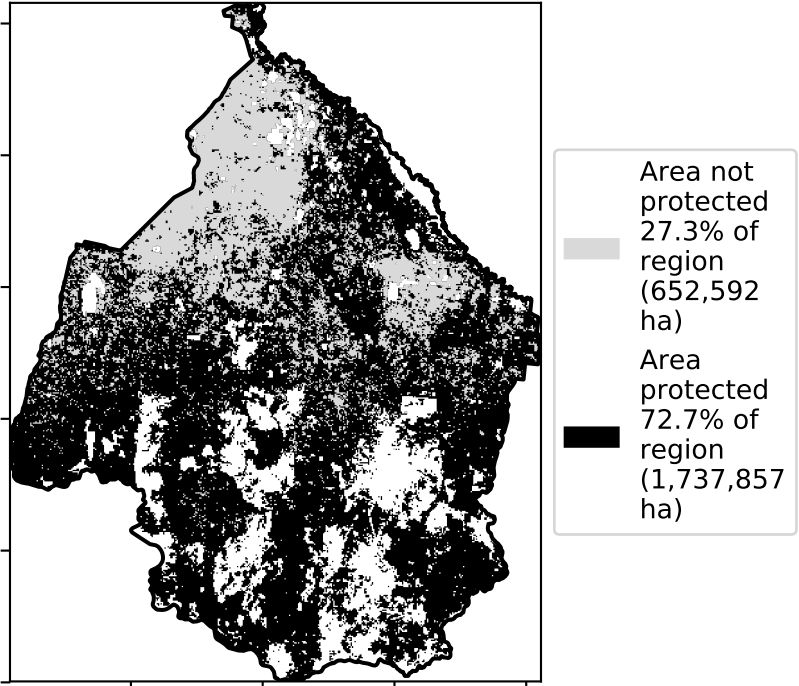 Area not
protected
27.3% of
region
(652,592
ha)
Area
protected
72.7% of
region
(1,737,857
ha)